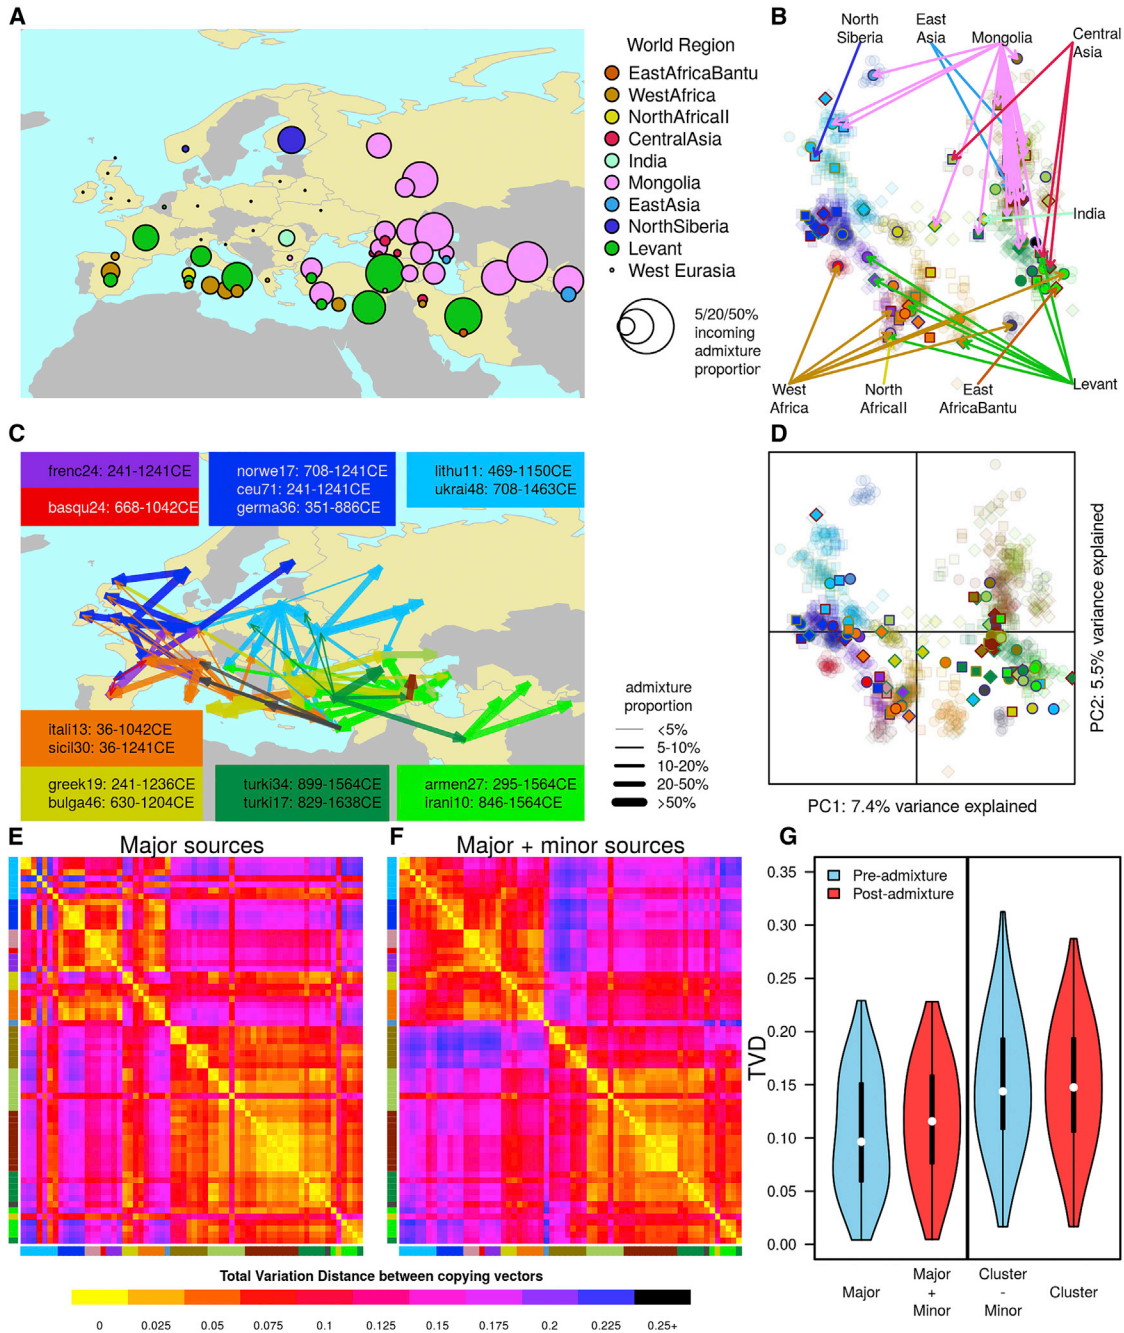 A
World Region
EastAfricaBantu
WestAfrica
NorthAfricaII
CentralAsia
India
Mongolia
EastAsia
NorthSiberia
Levant
West Eurasia
5/20/50%
incoming
admixture
proportion
B
North
Siberia
East
Asia
Mongolia
Central
Asia
India
Levant
West
Africa
North
AfricaII
East
AfricaBantu
C
frenc24: 241-1241CE
basqu24: 668-1042CE
norwe17: 708-1241CE
ceu71: 241-1241CE
germa36: 351-886CE
lithu11: 469-1150CE
ukrai48: 708-1463CE
itali13: 36-1042CE
sicil30: 36-1241CE
greek19: 241-1236CE
bulga46: 630-1204CE
turki34: 899-1564CE
turki17: 829-1638CE
armen27: 295-1564CE
irani10: 846-1564CE
admixture
proportion
<5%
5-10%
10-20%
20-50%
>50%
D
PC2: 5.5% variance explained
PC1: 7.4% variance explained
E
Major sources
F
Major + minor sources
Total Variation Distance between copying vectors
0 0.025 0.05 0.075 0.1 0.125 0.15 0.175 0.2 0.225 0.25+
G
Pre-admixture
Post-admixture
TVD
0.35
0.30
0.25
0.20
0.15
0.10
0.05
0.00
Major
Major
+
Minor
Cluster
-
Minor
Cluster